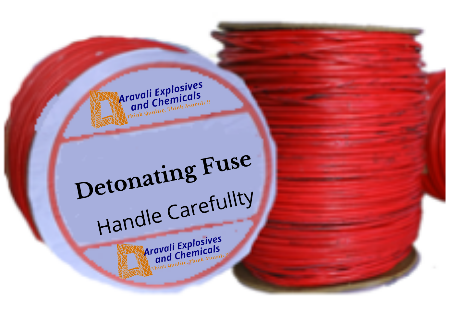 Aravali Explosives
and Chemicals
Detonating Fuse
Handle Carefullty
Aravali Explosives
and Chemicals